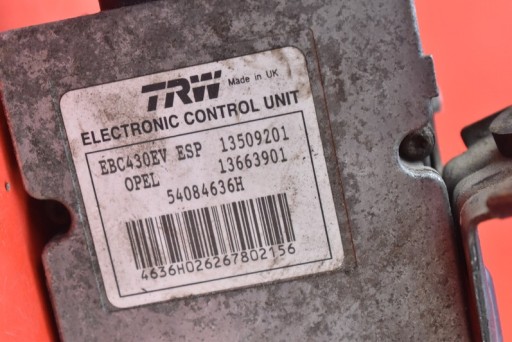 TRW Made in UK
ELECTRONIC CONTROL UNIT
EBC430EV ESP 13509201
OPEL 13663901
54084636H
4636H026267802156